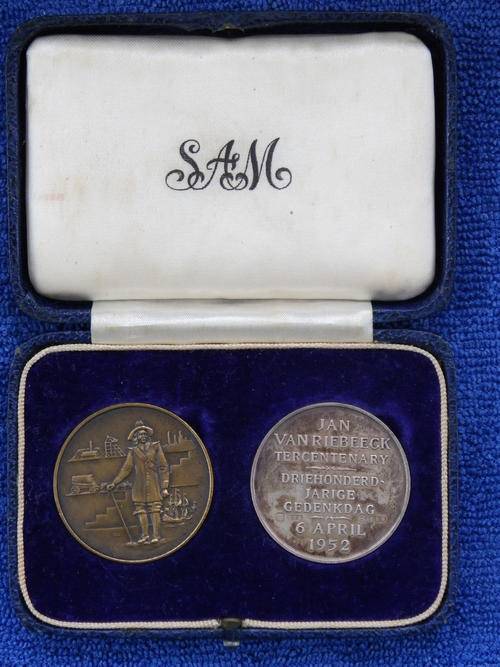 SAM
JAN
VAN RIEBEECK
TERCENTENARY
DRIEHONDERD-
JARIGE
GEDENKDAG
6 APRIL
1952